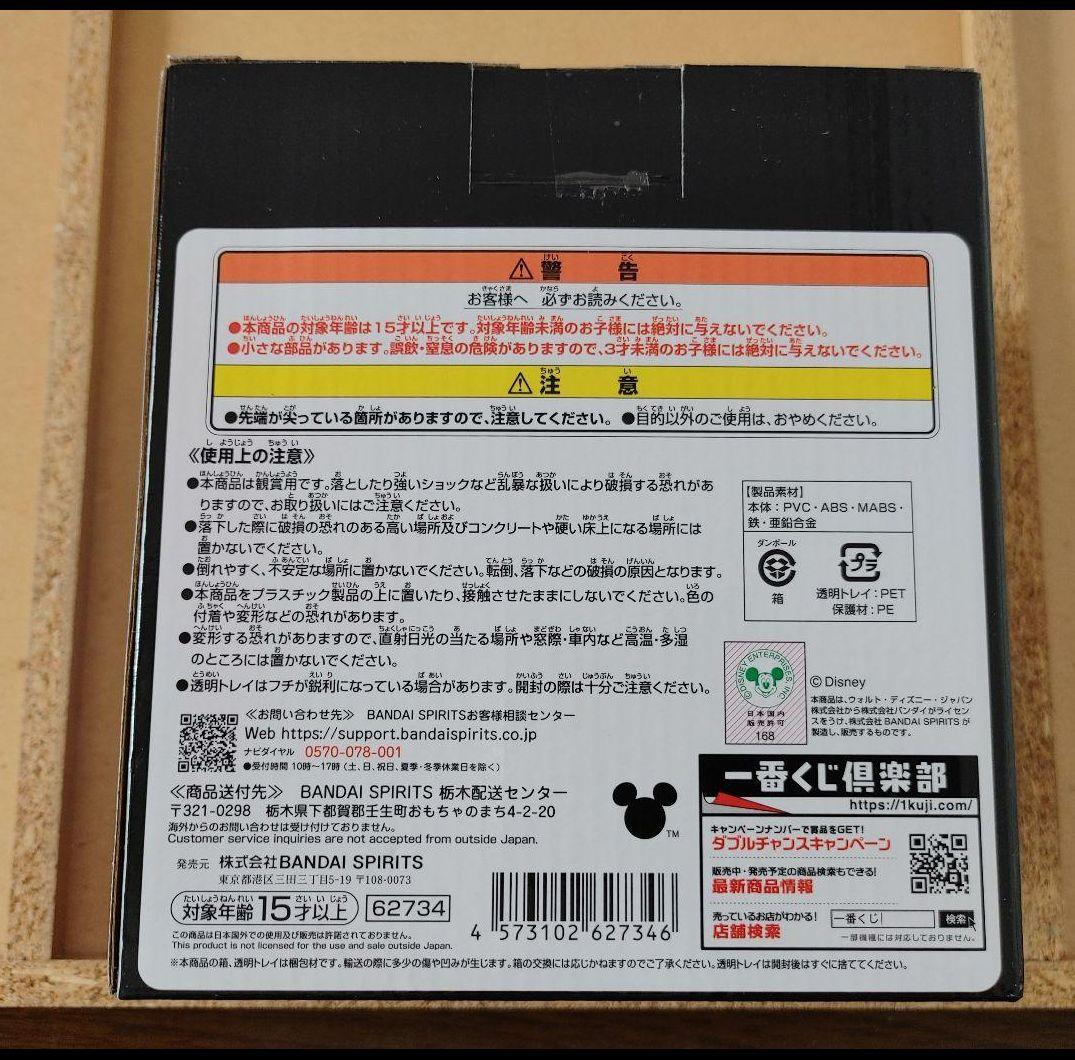 ⚠警告
お客様へ 必ずお読みください。
●本商品の対象年齢は15才以上です。対象年齢未満のお子様には絶対に与えないでください。
●小さな部品があります。誤飲・窒息の危険がありますので、3才未満のお子様には絶対に与えないでください。
⚠注意
●先端が尖っている箇所がありますので、注意してください。●目的以外のご使用は、おやめください。
《使用上の注意》
●本商品は観賞用です。落としたり強いショックなど乱暴な扱いにより破損する恐れがあ
りますので、お取り扱いにはご注意ください。
●落下した際に破損の恐れのある高い場所及びコンクリートや硬い床上になる場所には
置かないでください。
●倒れやすく、不安定な場所に置かないでください。転倒、落下などの破損の原因となります。
●本商品をプラスチック製品の上に置いたり、接触させたままにしないでください。色の
付着や変形などの恐れがあります。
●変形する恐れがありますので、直射日光の当たる場所や窓際・車内など高温・多湿
のところには置かないでください。
●透明トレイはフチが鋭利になっている場合があります。開封の際は十分ご注意ください。
【製品素材】
本体:PVC・ABS・MABS・
鉄・亜鉛合金
ダンボール
箱
プラ
透明トレイ:PET
保護材:PE
©DISNEY ENTERPRISES, INC.
日本国内
販売許可
168
©Disney
本商品は、ウォルト・ディズニー・ジャパン
株式会社から株式会社バンダイがライセン
スをうけ、株式会社 BANDAI SPIRITS が
製造し、販売するものです。
《お問い合わせ先》 BANDAI SPIRITSお客様相談センター
Web https://support.bandaispirits.co.jp
ナビダイヤル 0570-078-001
●受付時間 10時〜17時(土、日、祝日、夏季・冬季休業日を除く)
《商品送付先》 BANDAI SPIRITS 栃木配送センター
〒321-0298 栃木県下都賀郡壬生町おもちゃのまち4-2-20
海外からのお問い合わせは受け付けておりません。
Customer service inquiries are not accepted from outside Japan.
発売元 株式会社BANDAI SPIRITS
東京都港区三田三丁目5-19 〒108-0073
対象年齢15才以上
62734
この商品は日本国外での使用及び販売は許諾されておりません。
This product is not licensed for the use and sale outside Japan.
4 573102 627346
TM
一番くじ倶楽部
https://1kuji.com/
キャンペーンナンバーで賞品をGET!
ダブルチャンスキャンペーン
販売中・発売予定の商品検索もできる!
最新商品情報
売っているお店がわかる!
店舗検索
一番くじ
検索
一部機種には対応しておりません。
※本商品の箱、透明トレイは梱包材です。輸送の際に多少の傷や凹みが生じます。箱の交換には応じかねますのでご了承ください。透明トレイは開封後はすぐに捨ててください。